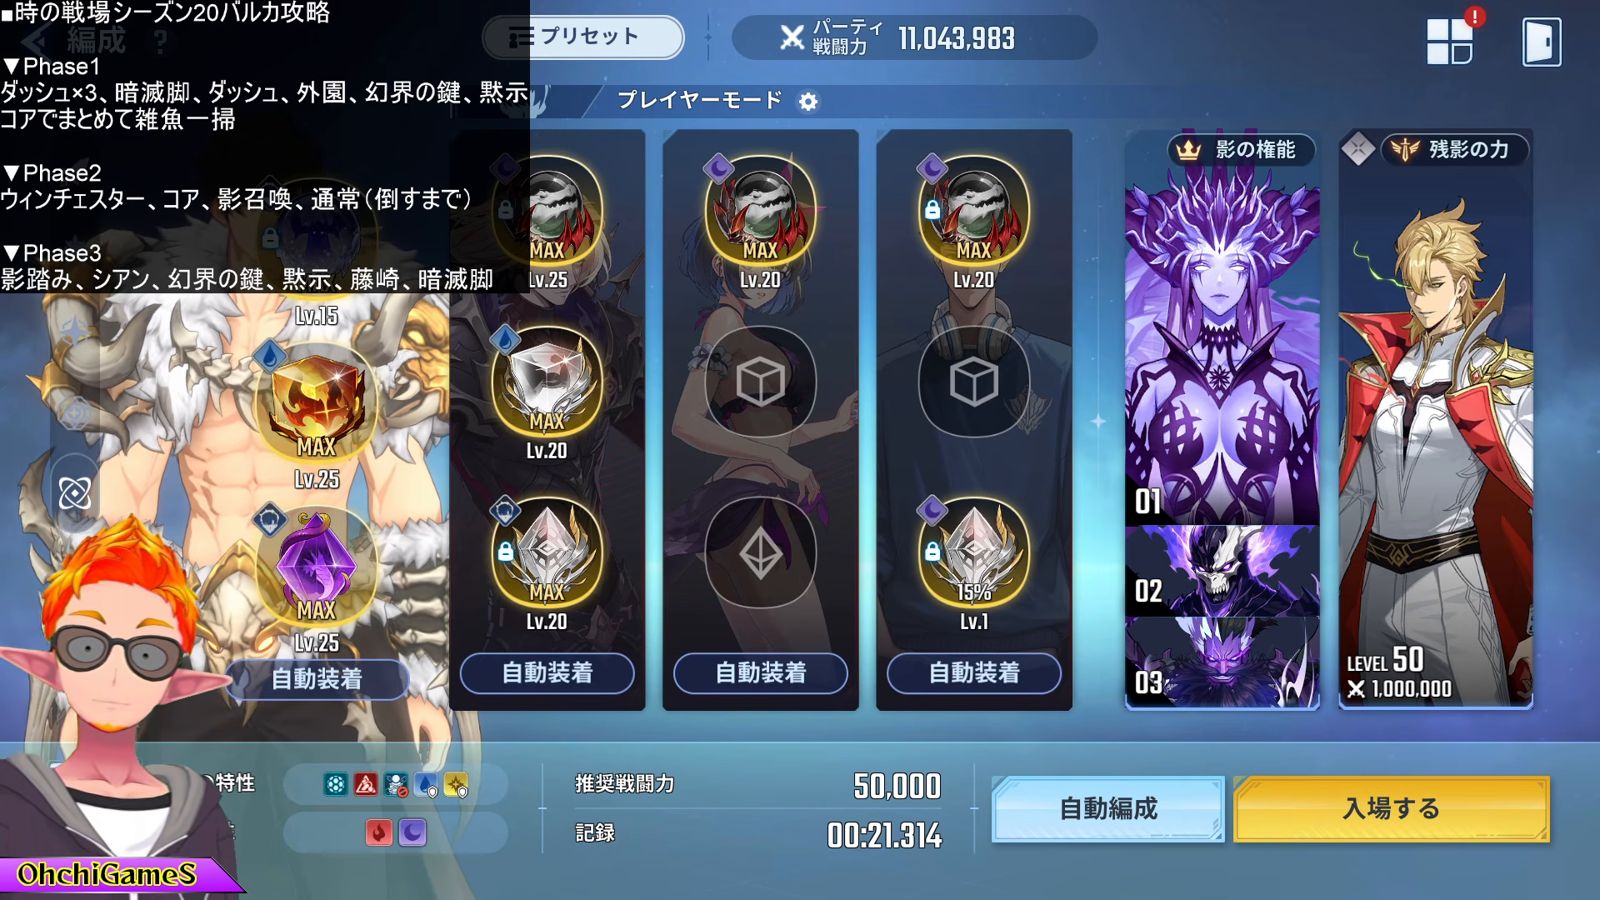 ■時の戦場シーズン20バルカ攻略
編成 ?
プリセット
パーティ
戦闘力
11,043,983
▼Phase1
ダッシュ×3、暗滅脚、ダッシュ、外園、幻界の鍵、黙示
コアでまとめて雑魚一掃
▼Phase2
ウィンチェスター、コア、影召喚、通常（倒すまで）
▼Phase3
影踏み、シアン、幻界の鍵、黙示、藤崎、暗滅脚
プレイヤーモード
影の権能
残影の力
Lv.15
MAX
Lv.25
MAX
Lv.25
自動装着
MAX
Lv.25
MAX
Lv.20
MAX
Lv.20
自動装着
MAX
Lv.20
自動装着
MAX
Lv.20
15%
Lv.1
自動装着
01
02
03
LEVEL 50
1,000,000
の特性
推奨戦闘力
50,000
記録
00:21.314
自動編成
入場する
OhchiGameS